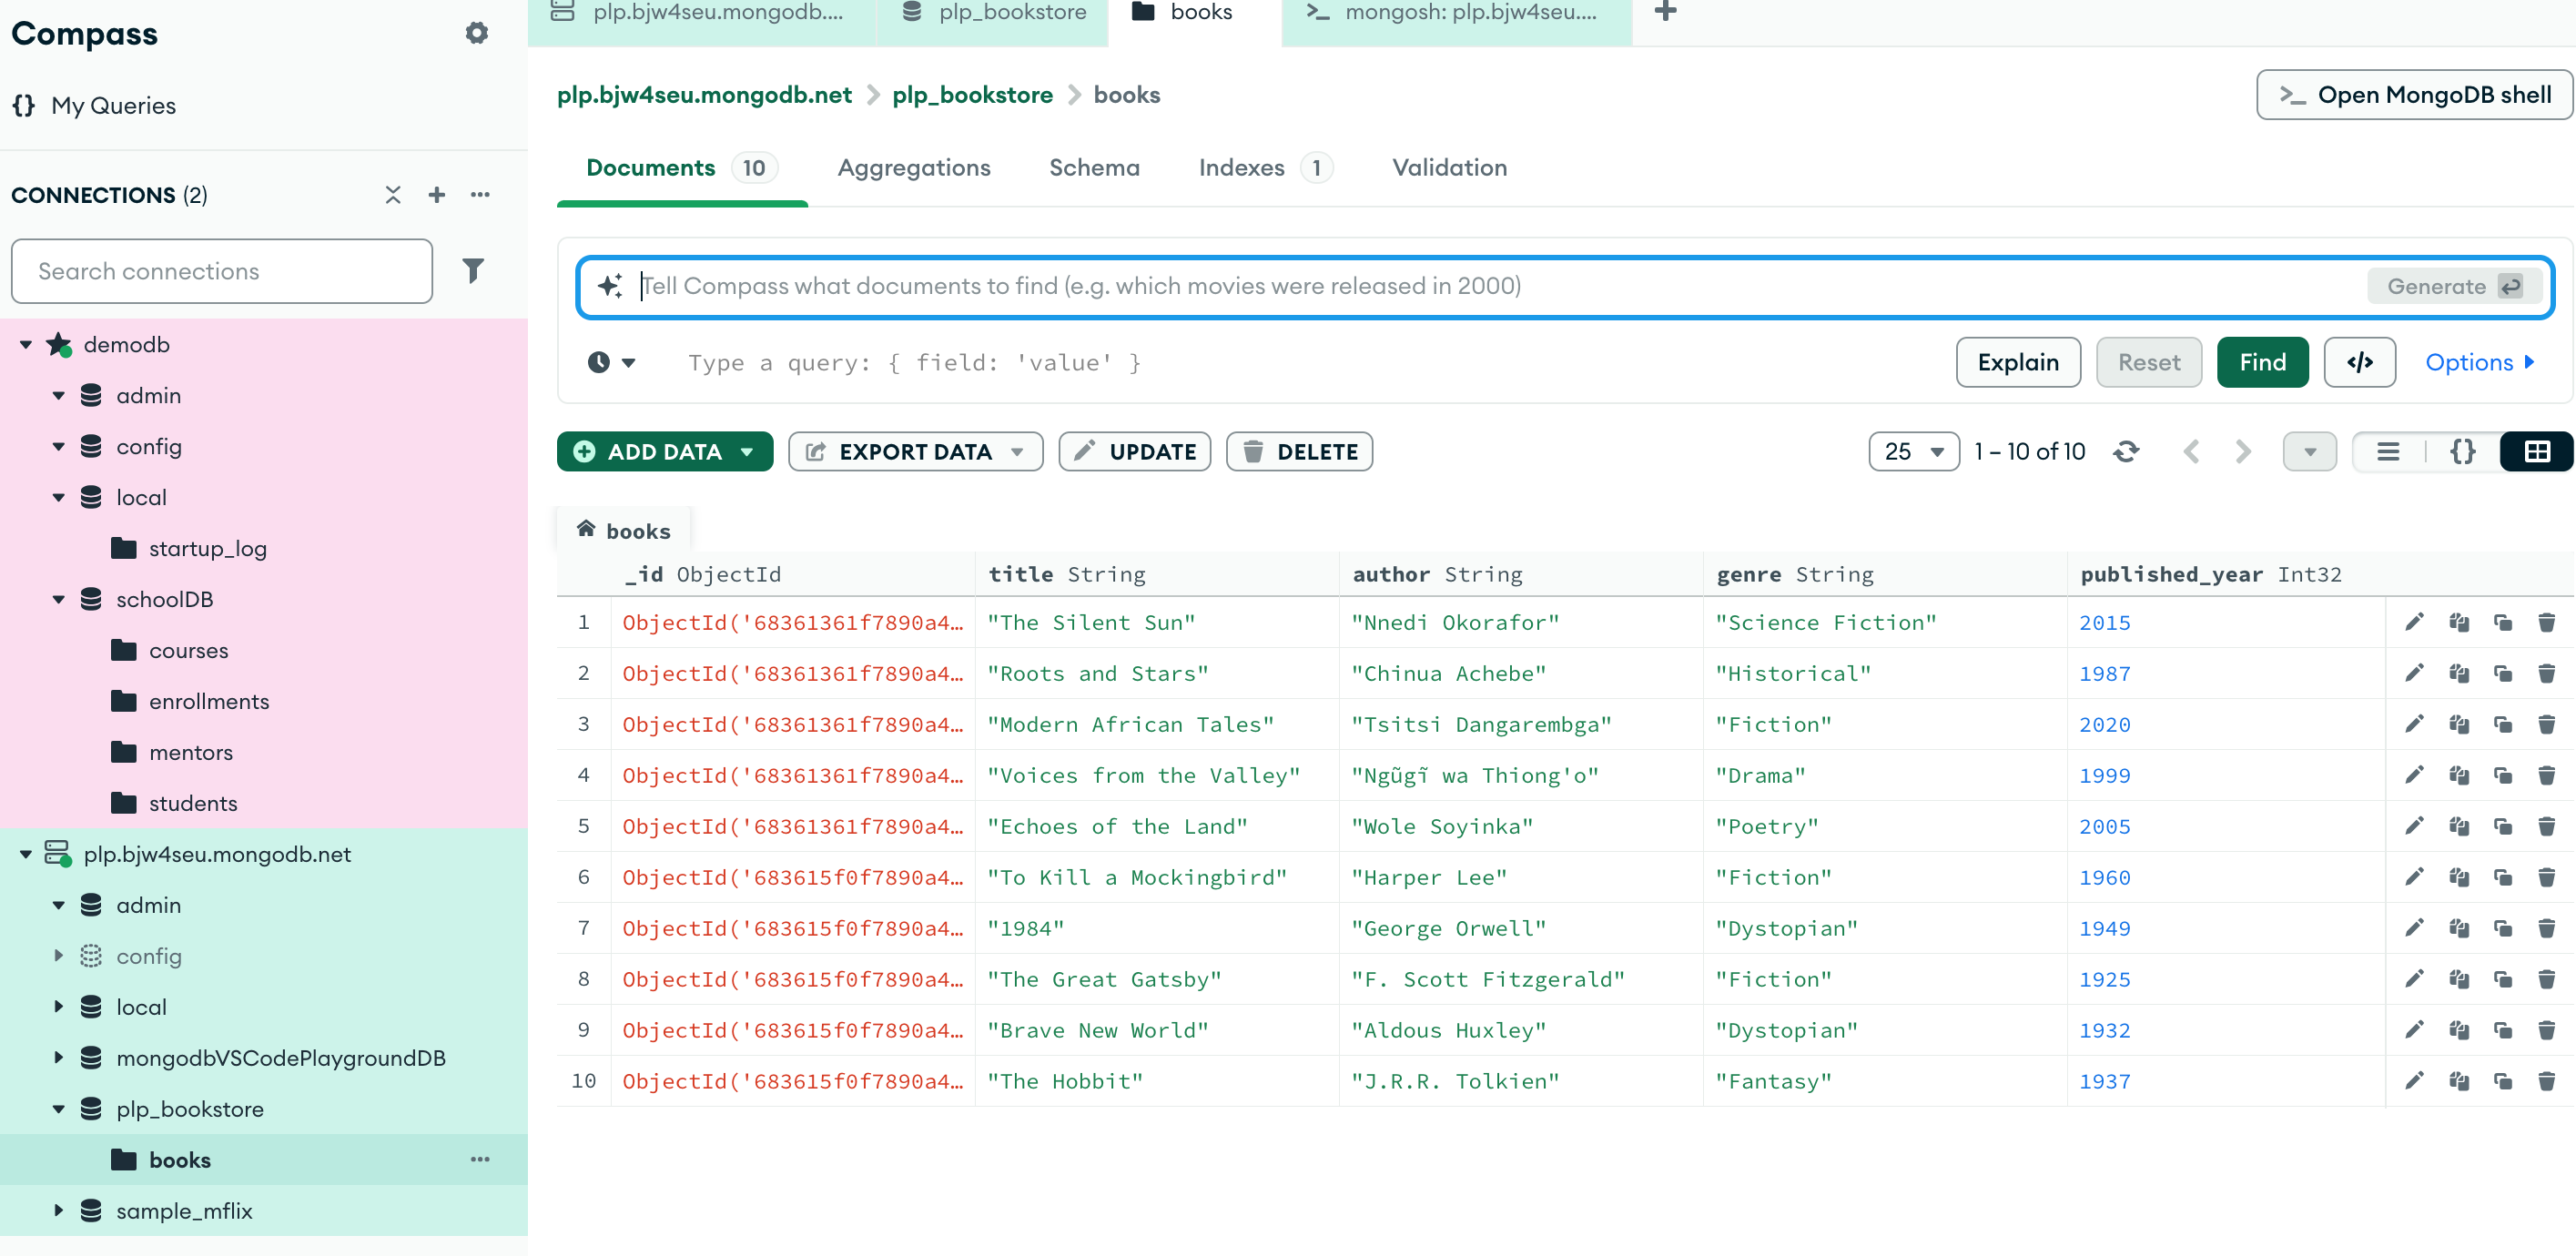 Compass
My Queries
CONNECTIONS (2)
Search connections
demodb
admin
config
local
startup_log
schoolDB
courses
enrollments
mentors
students
plp.bjw4seu.mongodb.net
admin
config
local
mongodbVSCodePlaygroundDB
plp_bookstore
books
sample_mflix
plp.bjw4seu.mongodb.... plp_bookstore books mongosh: plp.bjw4seu....
plp.bjw4seu.mongodb.net > plp_bookstore > books
>_ Open MongoDB shell
Documents 10 Aggregations Schema Indexes 1 Validation
Tell Compass what documents to find (e.g. which movies were released in 2000) Generate
Type a query: { field: 'value' } Explain Reset Find </> Options
ADD DATA EXPORT DATA UPDATE DELETE 25 1 – 10 of 10 {}
books
_id ObjectId title String author String genre String published_year Int32
1 ObjectId('68361361f7890a4… "The Silent Sun" "Nnedi Okorafor" "Science Fiction" 2015
2 ObjectId('68361361f7890a4… "Roots and Stars" "Chinua Achebe" "Historical" 1987
3 ObjectId('68361361f7890a4… "Modern African Tales" "Tsitsi Dangarembga" "Fiction" 2020
4 ObjectId('68361361f7890a4… "Voices from the Valley" "Ngũgĩ wa Thiong'o" "Drama" 1999
5 ObjectId('68361361f7890a4… "Echoes of the Land" "Wole Soyinka" "Poetry" 2005
6 ObjectId('683615f0f7890a4… "To Kill a Mockingbird" "Harper Lee" "Fiction" 1960
7 ObjectId('683615f0f7890a4… "1984" "George Orwell" "Dystopian" 1949
8 ObjectId('683615f0f7890a4… "The Great Gatsby" "F. Scott Fitzgerald" "Fiction" 1925
9 ObjectId('683615f0f7890a4… "Brave New World" "Aldous Huxley" "Dystopian" 1932
10 ObjectId('683615f0f7890a4… "The Hobbit" "J.R.R. Tolkien" "Fantasy" 1937